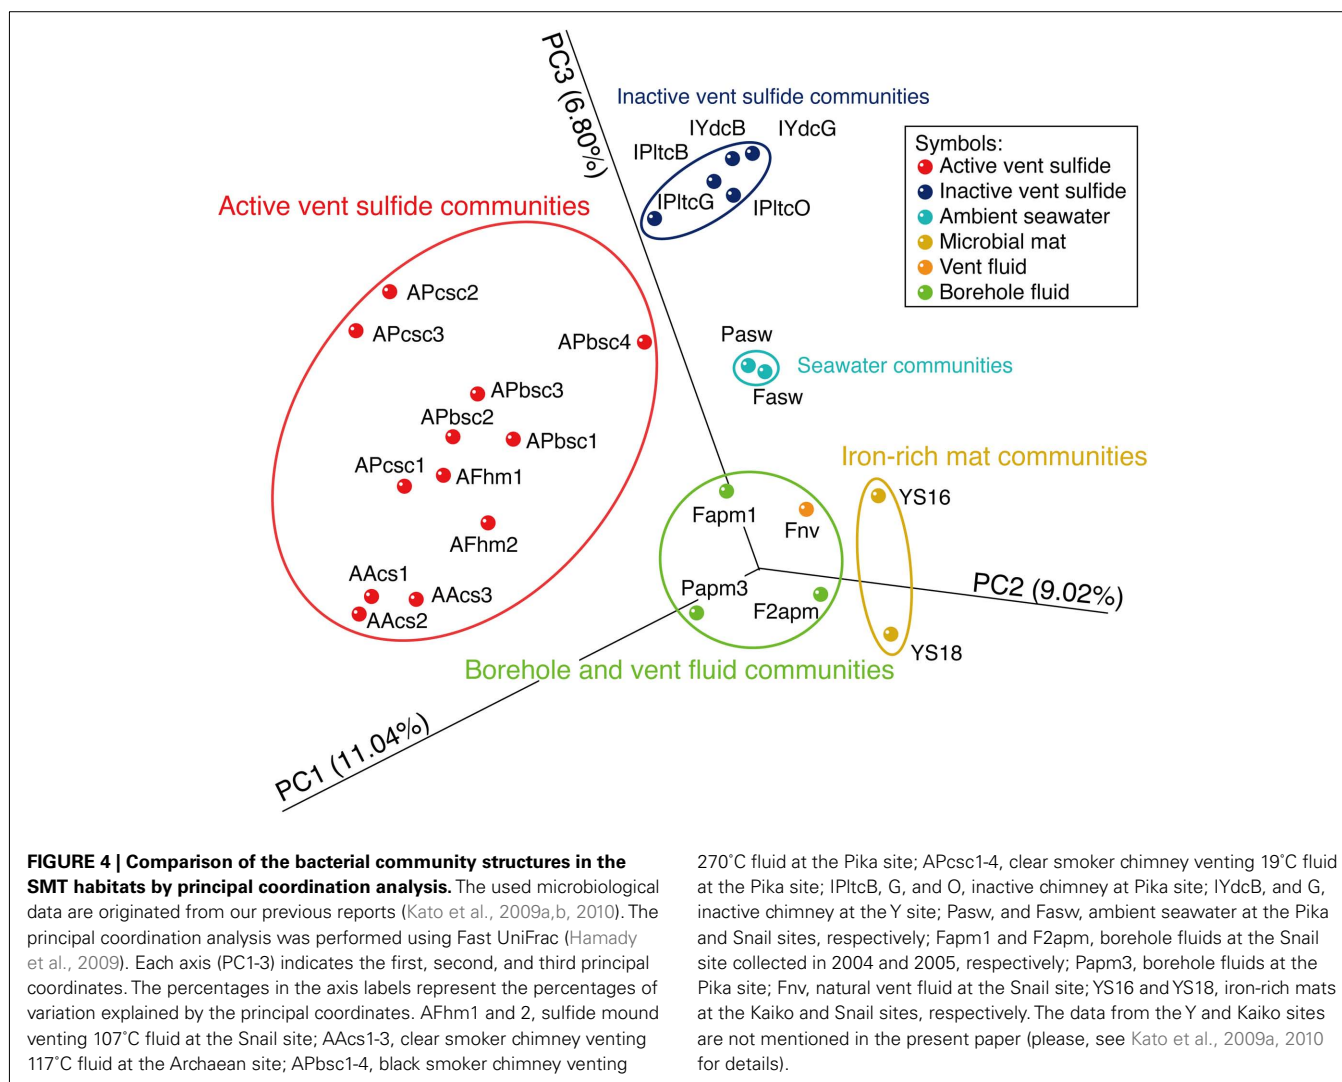 PC3 (6.80%)
Inactive vent sulfide communities
IYdcB
IYdcG
IPltcB
IPltcG
IPltcO
Symbols:
Active vent sulfide
Inactive vent sulfide
Ambient seawater
Microbial mat
Vent fluid
Borehole fluid
Active vent sulfide communities
APcsc2
APcsc3
APbsc4
APbsc3
APbsc2
APbsc1
APcsc1
AFhm1
AFhm2
AAcs1
AAcs3
AAcs2
Pasw
Seawater communities
Fasw
Iron-rich mat communities
YS16
Fapm1
Fnv
Papm3
F2apm
PC2 (9.02%)
YS18
Borehole and vent fluid communities
PC1 (11.04%)
FIGURE 4 | Comparison of the bacterial community structures in the
SMT habitats by principal coordination analysis. The used microbiological
data are originated from our previous reports (Kato et al., 2009a,b, 2010). The
principal coordination analysis was performed using Fast UniFrac (Hamady
et al., 2009). Each axis (PC1-3) indicates the first, second, and third principal
coordinates. The percentages in the axis labels represent the percentages of
variation explained by the principal coordinates. AFhm1 and 2, sulfide mound
venting 107°C fluid at the Snail site; AAcs1-3, clear smoker chimney venting
117°C fluid at the Archaean site; APbsc1-4, black smoker chimney venting
270°C fluid at the Pika site; APcsc1-4, clear smoker chimney venting 19°C fluid
at the Pika site; IPltcB, G, and O, inactive chimney at Pika site; IYdcB, and G,
inactive chimney at the Y site; Pasw, and Fasw, ambient seawater at the Pika
and Snail sites, respectively; Fapm1 and F2apm, borehole fluids at the Snail
site collected in 2004 and 2005, respectively; Papm3, borehole fluids at the
Pika site; Fnv, natural vent fluid at the Snail site; YS16 and YS18, iron-rich mats
at the Kaiko and Snail sites, respectively. The data from the Y and Kaiko sites
are not mentioned in the present paper (please, see Kato et al., 2009a, 2010
for details).